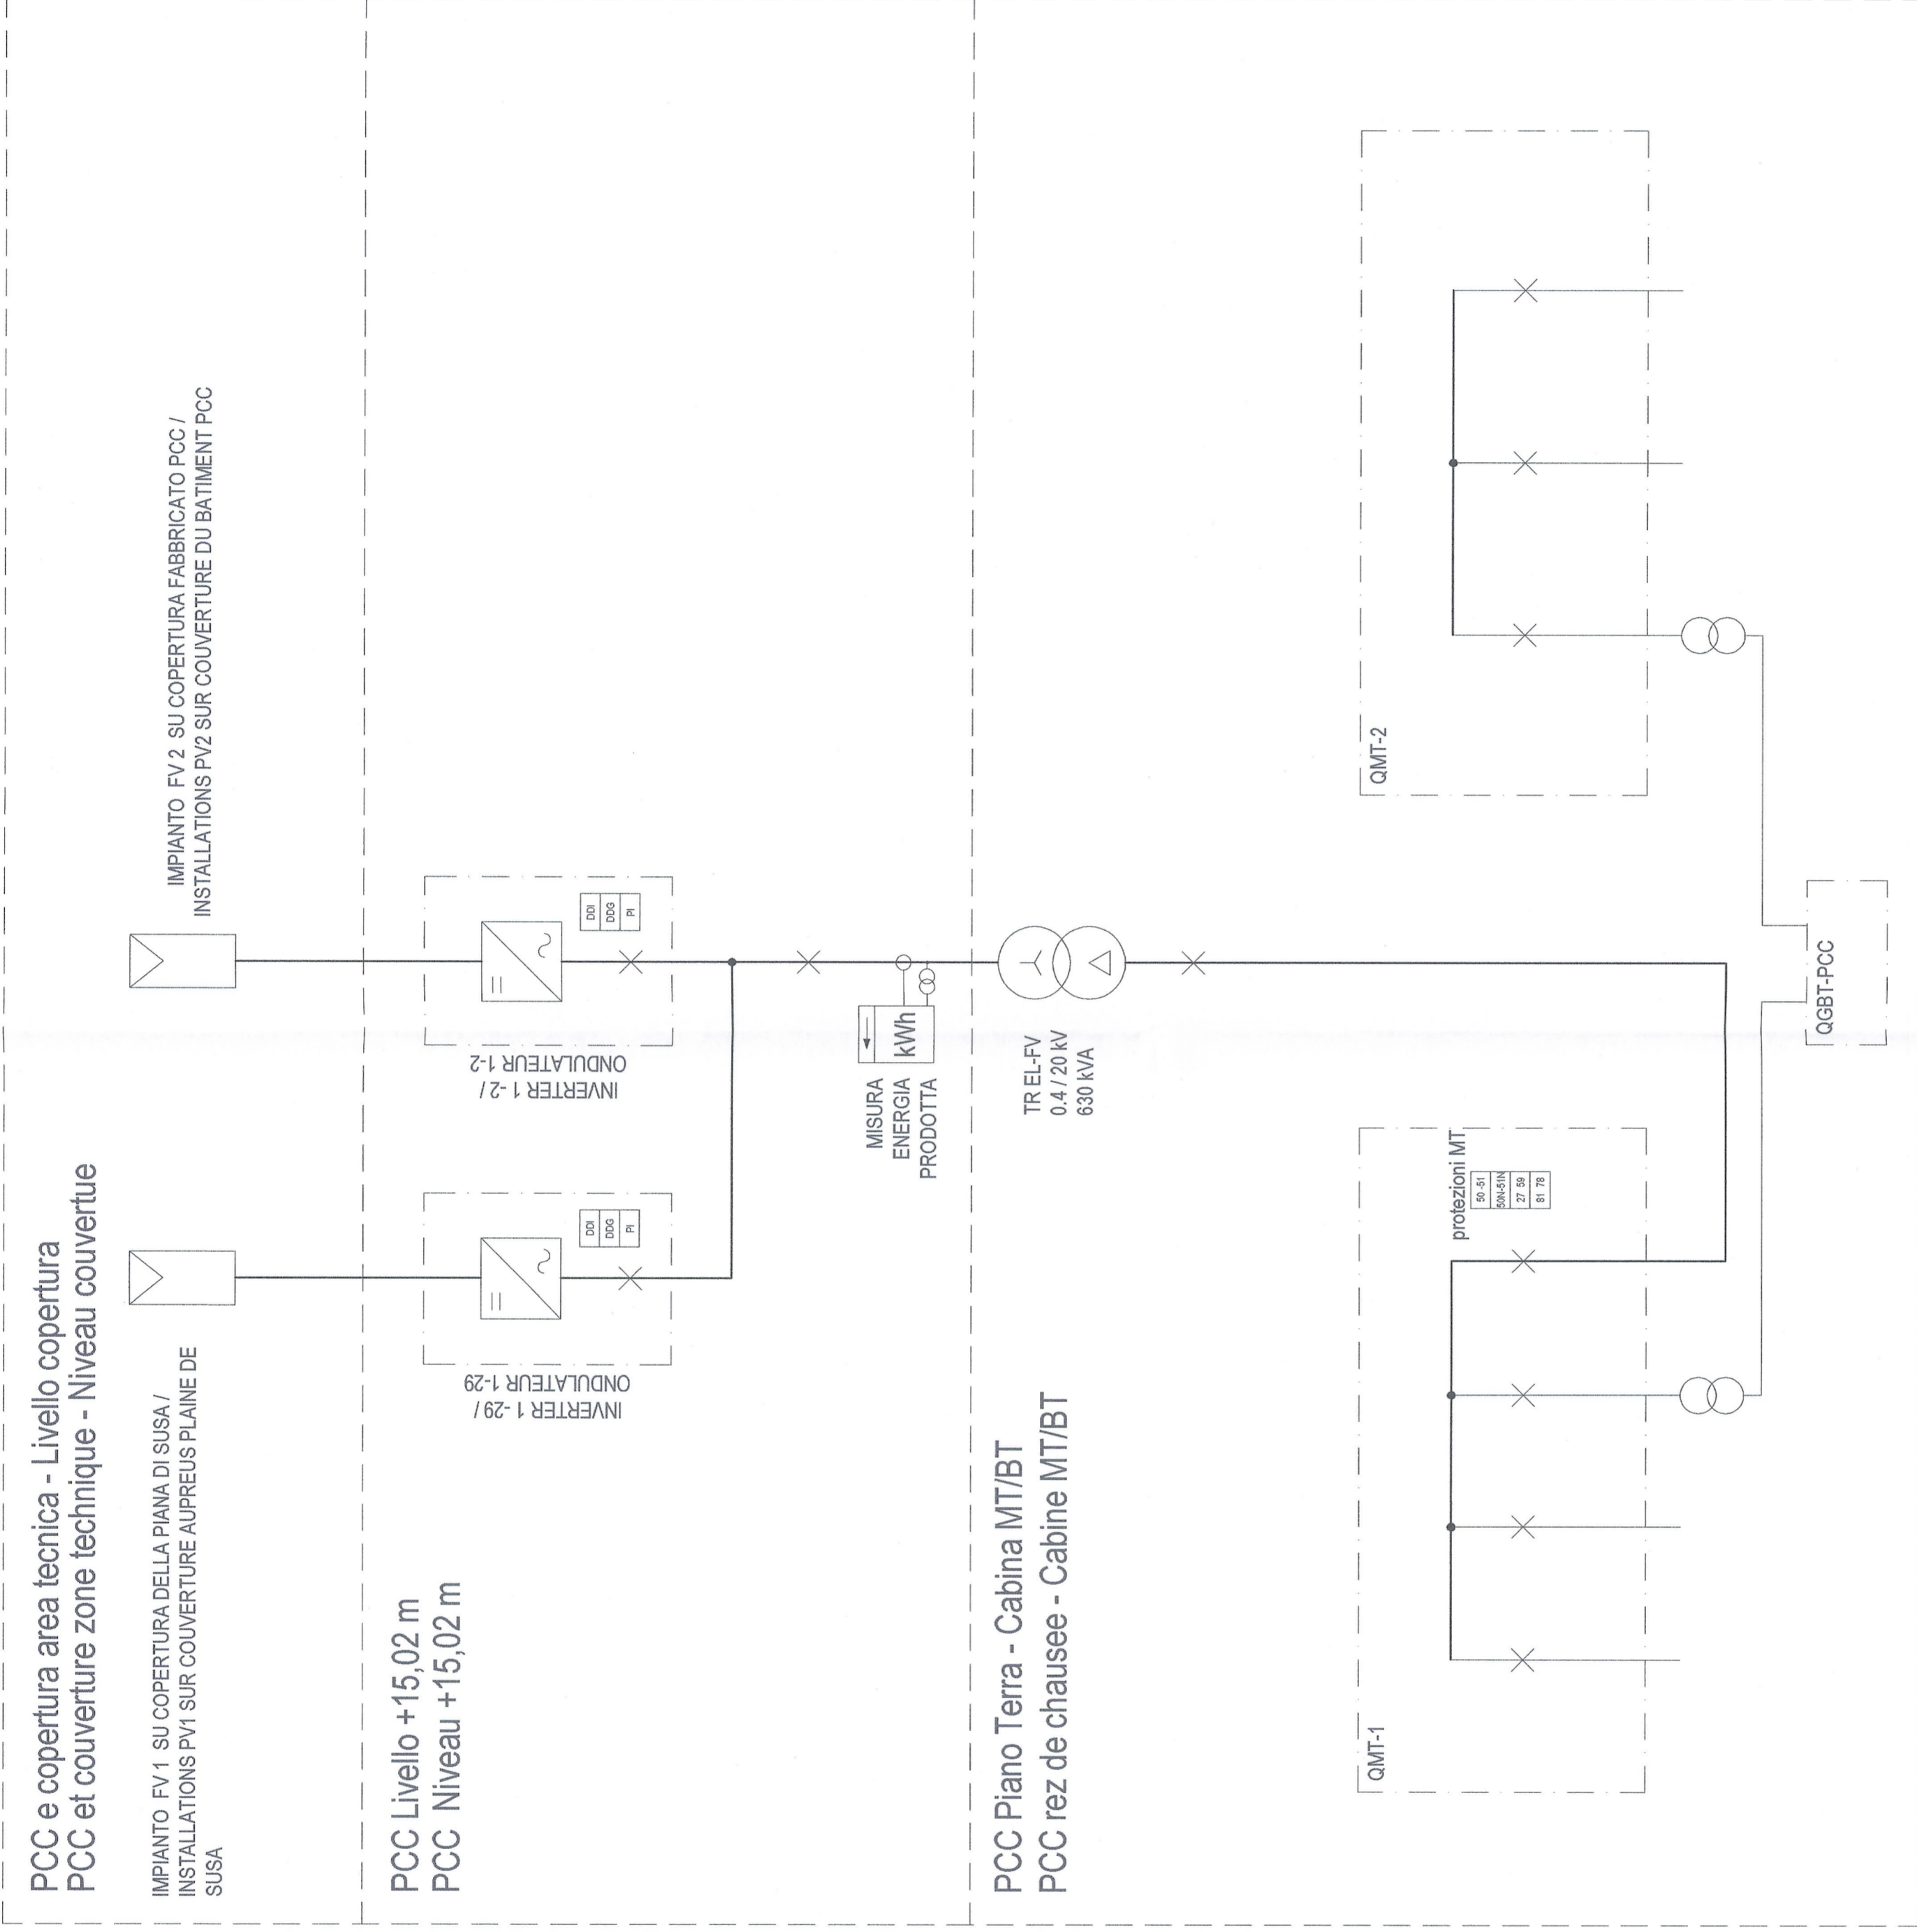 PCC e copertura area tecnica - Livello copertura
PCC et couverture zone technique - Niveau couvertue
IMPIANTO FV 1 SU COPERTURA DELLA PIANA DI SUSA /
INSTALLATIONS PV1 SUR COUVERTURE AUPREUS PLAINE DE
SUSA
IMPIANTO FV 2 SU COPERTURA FABBRICATO PCC /
INSTALLATIONS PV2 SUR COUVERTURE DU BATIMENT PCC
PCC Livello +15,02 m
PCC Niveau +15,02 m
INVERTER 1-29 /
ONDULATEUR 1-29
DDI
DDG
PI
INVERTER 1-2 /
ONDULATEUR 1-2
DDI
DDG
PI
MISURA
ENERGIA
PRODOTTA
kWh
PCC Piano Terra - Cabina MT/BT
PCC rez de chausee - Cabine MT/BT
TR EL-FV
0.4 / 20 kV
630 kVA
QMT-1
protezioni MT
50 -51
50N-51N
27 59
81 78
QMT-2
QGBT-PCC